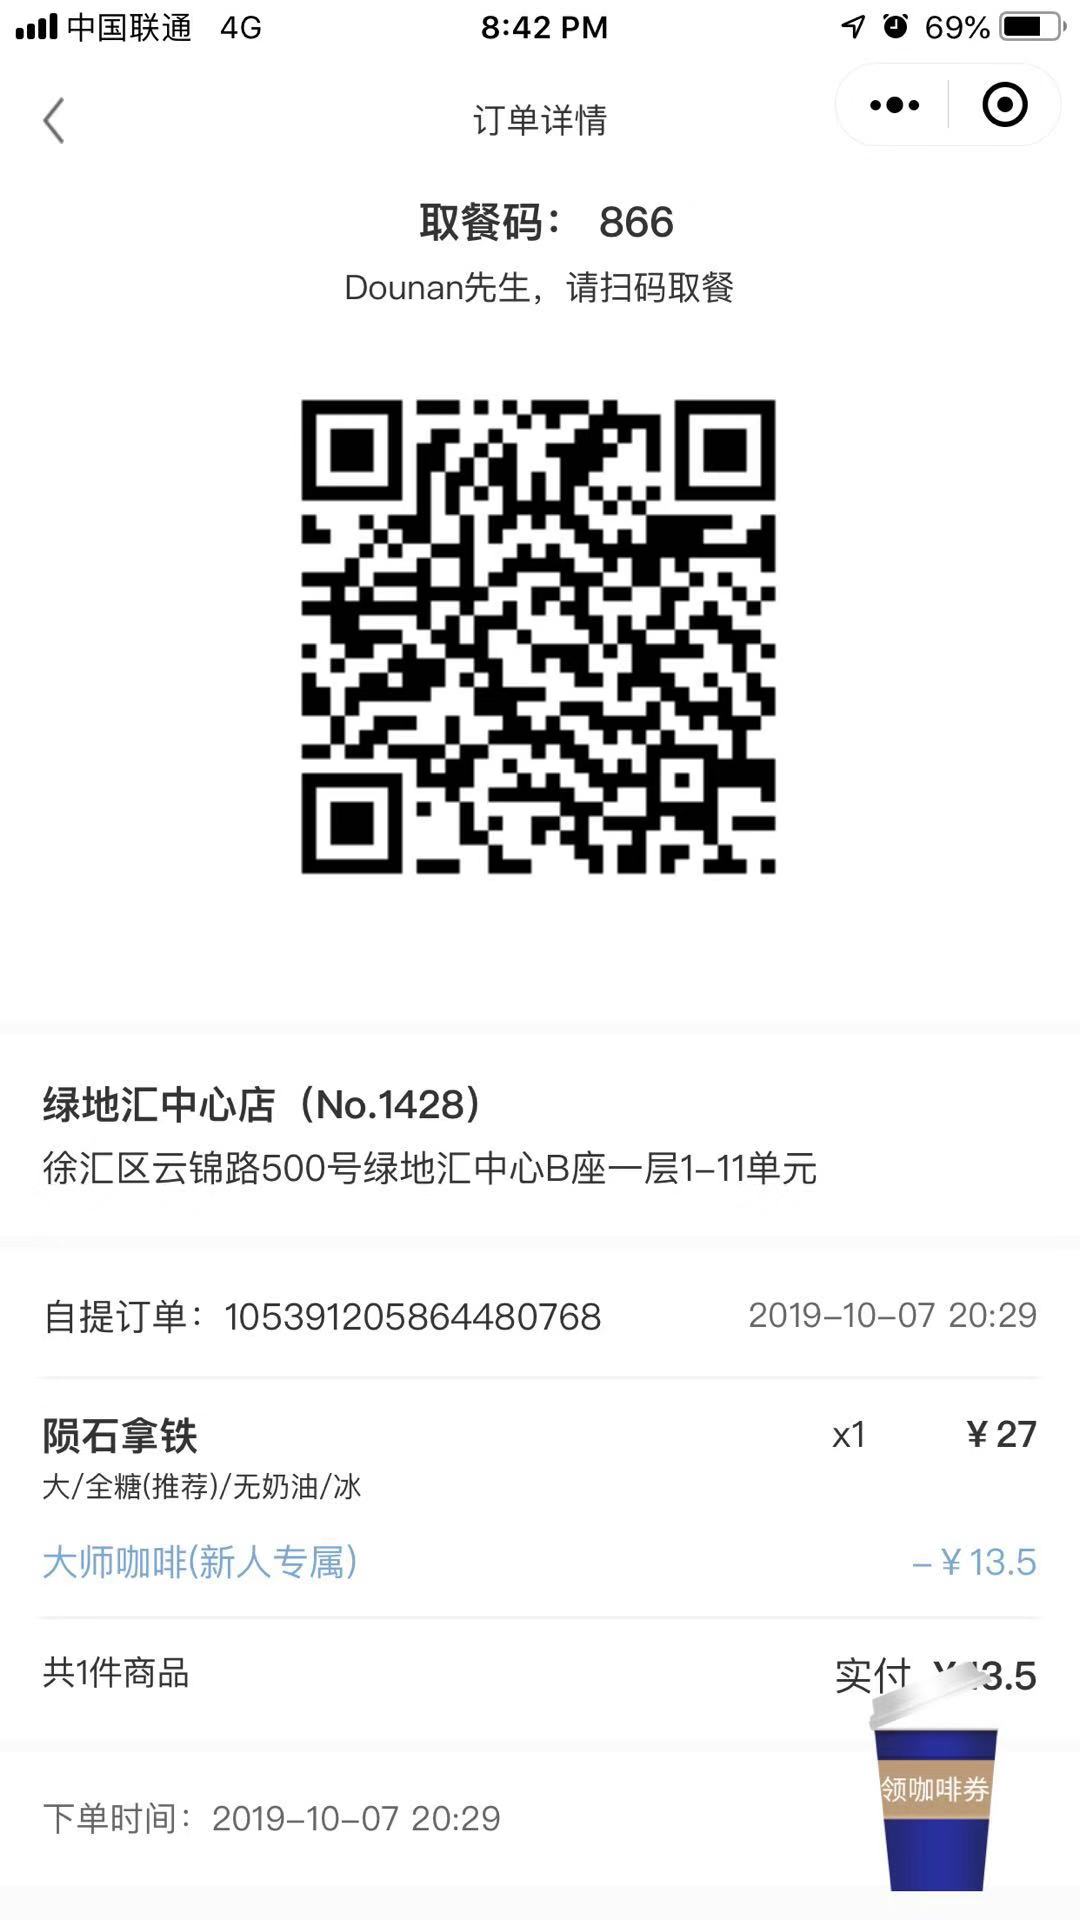 中国联通 4G 8:42 PM 69%
订单详情
取餐码： 866
Dounan先生，请扫码取餐
绿地汇中心店（No.1428）
徐汇区云锦路500号绿地汇中心B座一层1-11单元
自提订单：105391205864480768 2019-10-07 20:29
陨石拿铁 x1 ¥27
大/全糖(推荐)/无奶油/冰
大师咖啡(新人专属) -¥13.5
共1件商品 实付 ¥13.5
领咖啡券
下单时间：2019-10-07 20:29